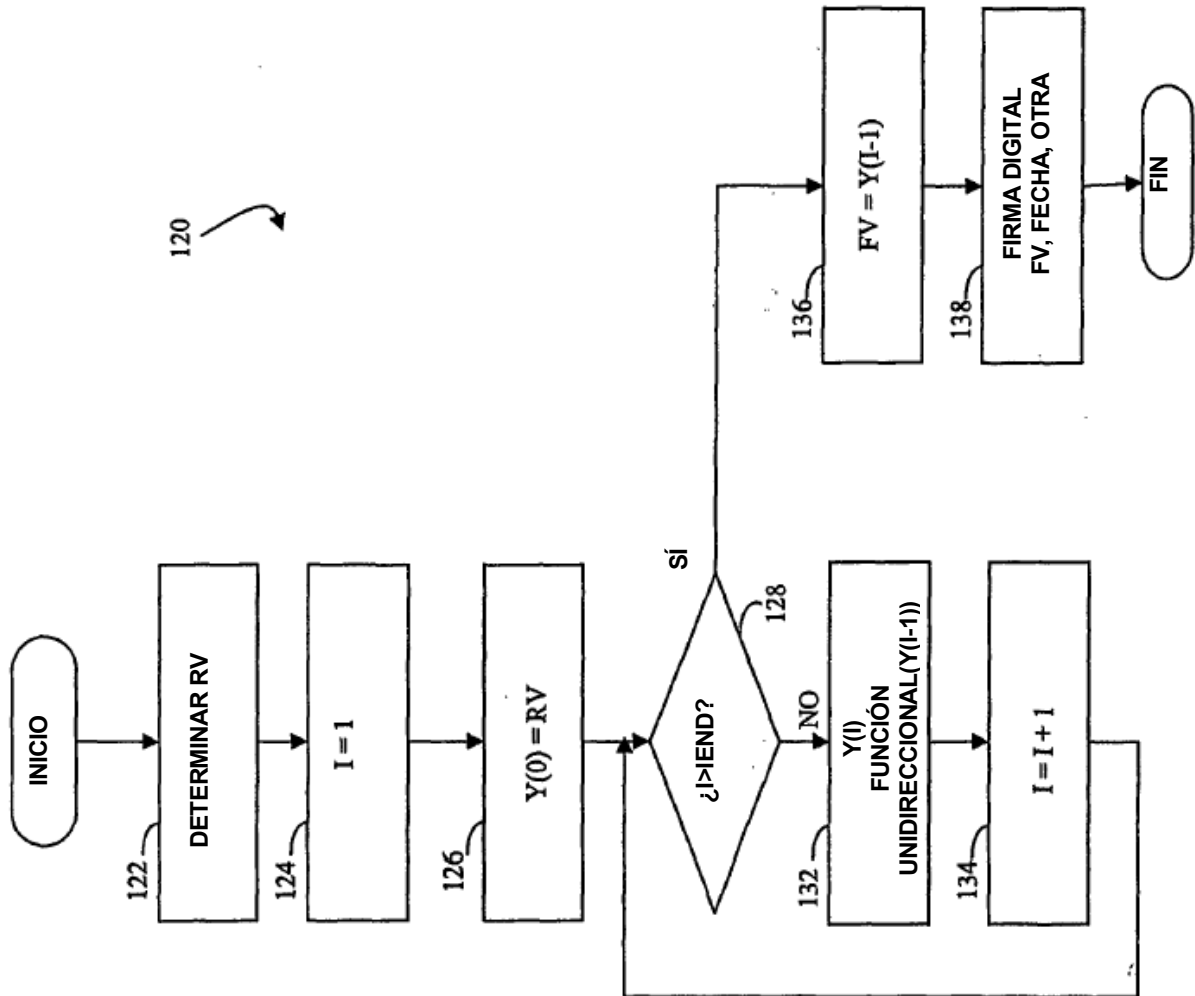 120
INICIO
122
DETERMINAR RV
124
I = 1
126
Y(0) = RV
¿I>IEND?
128
SÍ
NO
132
Y(I)
FUNCIÓN
UNIDIRECCIONAL(Y(I-1))
134
I = I + 1
136
FV = Y(I-1)
138
FIRMA DIGITAL
FV, FECHA, OTRA
FIN